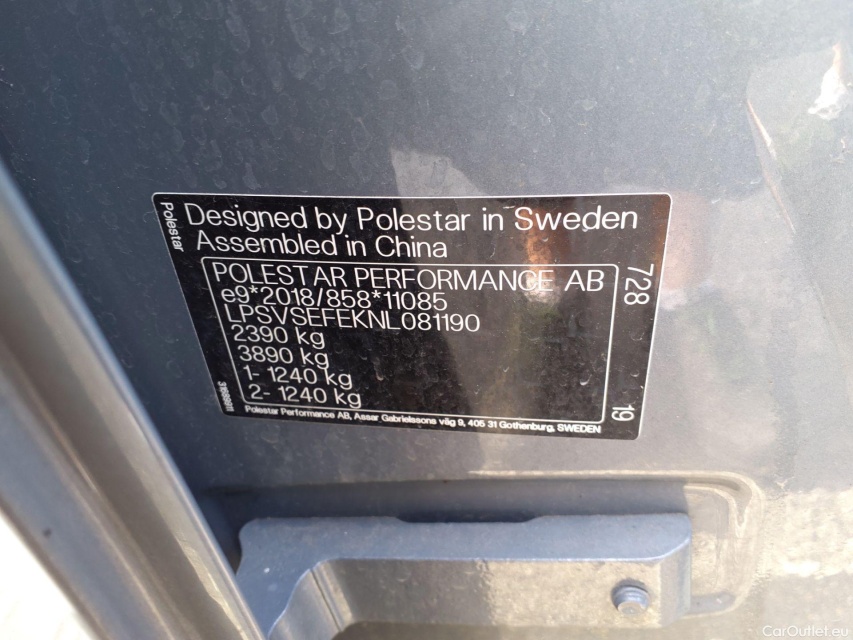 Polestar
Designed by Polestar in Sweden
Assembled in China
POLESTAR PERFORMANCE AB
e9*2018/858*11085
LPSVSEFEKNL081190
2390 kg
3890 kg
1- 1240 kg
2- 1240 kg
728
19
Polestar Performance AB, Assar Gabrielssons väg 9, 405 31 Gothenburg, SWEDEN
CarOutlet.eu